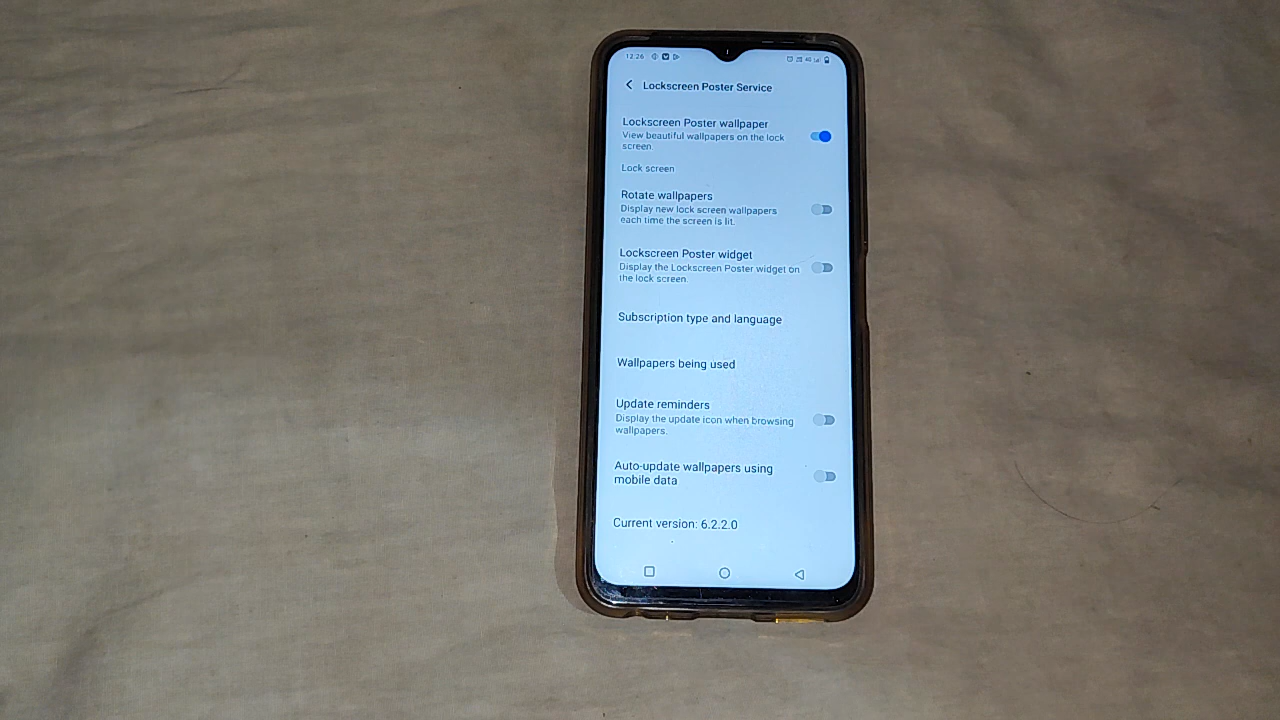 12:26
Lockscreen Poster Service
Lockscreen Poster wallpaper
View beautiful wallpapers on the lock
screen.
Lock screen
Rotate wallpapers
Display new lock screen wallpapers
each time the screen is lit.
Lockscreen Poster widget
Display the Lockscreen Poster widget on
the lock screen.
Subscription type and language
Wallpapers being used
Update reminders
Display the update icon when browsing
wallpapers.
Auto-update wallpapers using
mobile data
Current version: 6.2.2.0